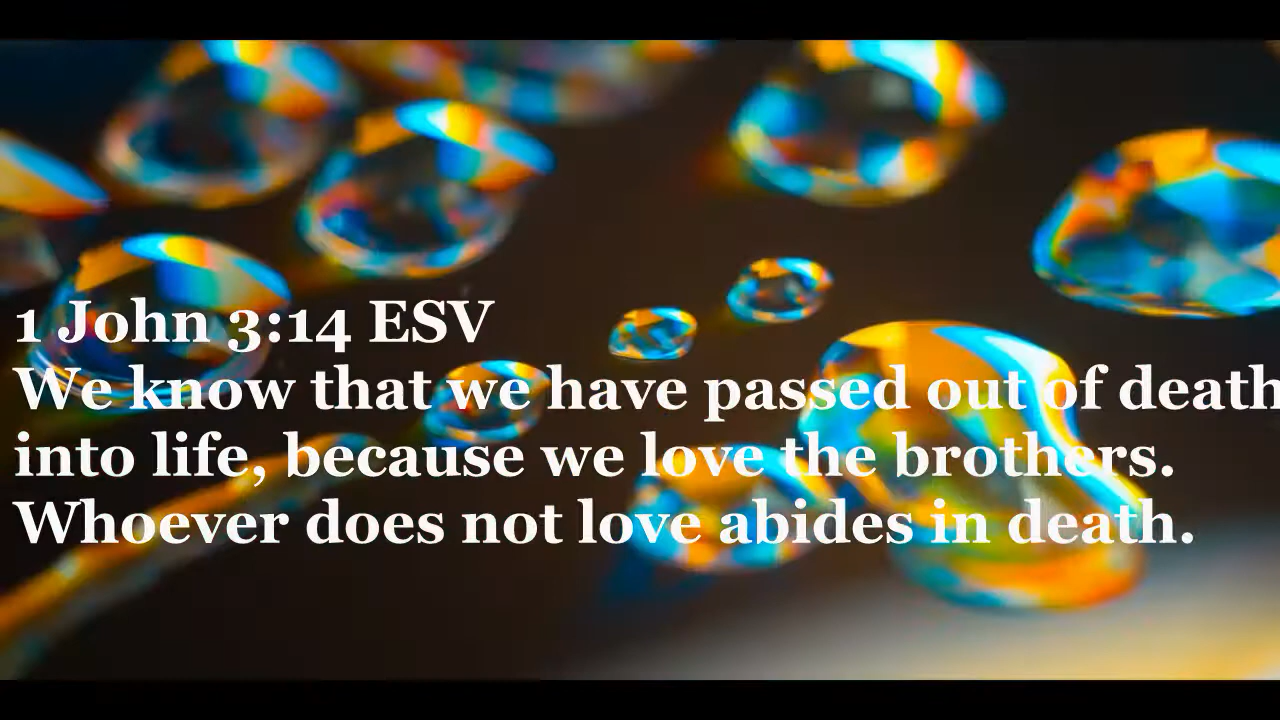 1 John 3:14 ESV
We know that we have passed out of death
into life, because we love the brothers.
Whoever does not love abides in death.